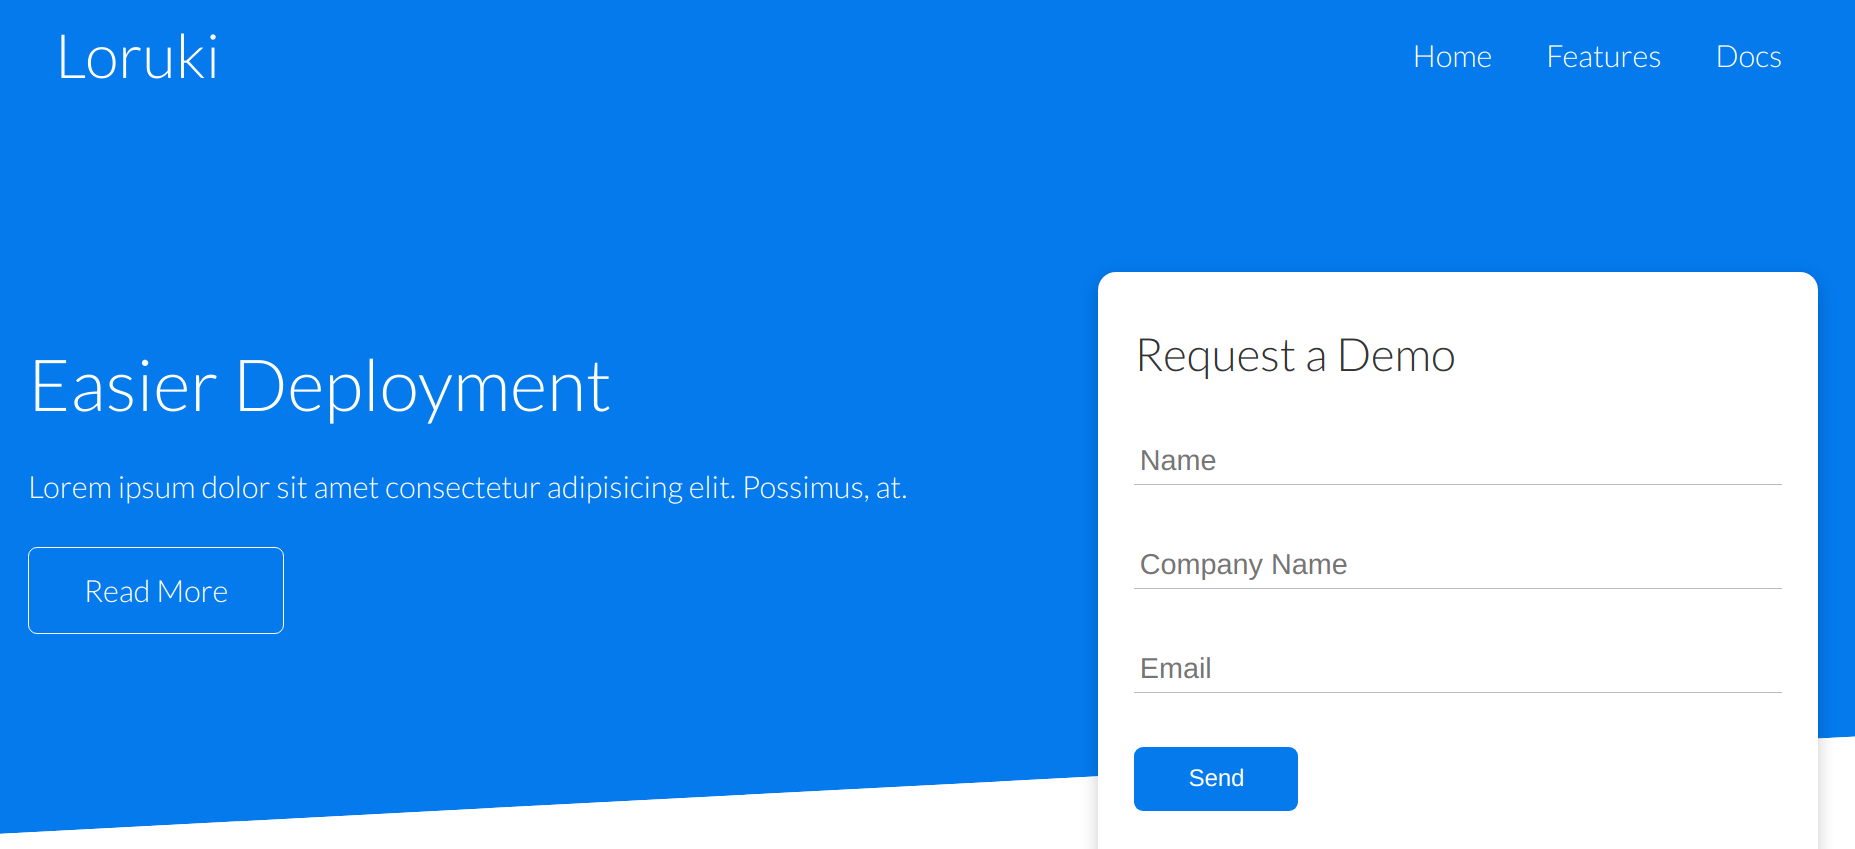 Loruki
Home Features Docs
Easier Deployment
Lorem ipsum dolor sit amet consectetur adipisicing elit. Possimus, at.
Read More
Request a Demo
Name
Company Name
Email
Send